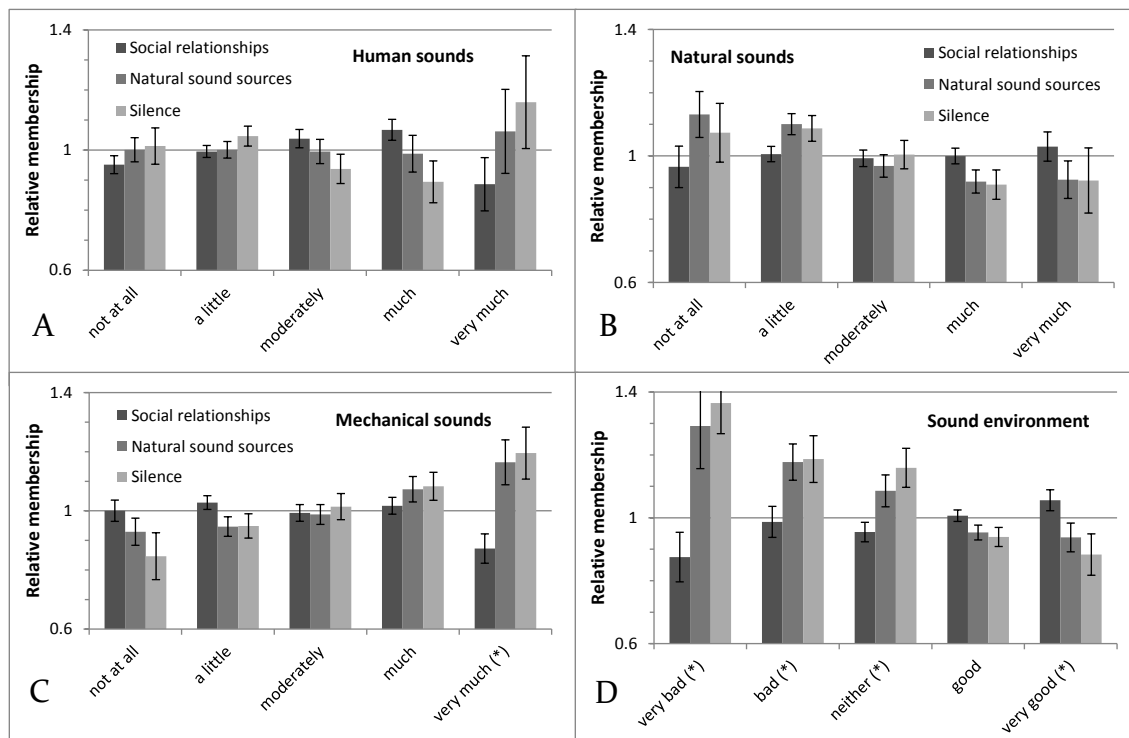 1.4
1
0.6
Relative membership
Human sounds
Social relationships
Natural sound sources
Silence
not at all
a little
moderately
much
very much
A
1.4
1
0.6
Relative membership
Natural sounds
Social relationships
Natural sound sources
Silence
not at all
a little
moderately
much
very much
B
1.4
1
0.6
Relative membership
Mechanical sounds
Social relationships
Natural sound sources
Silence
not at all
a little
moderately
much
very much (*)
C
1.4
1
0.6
Relative membership
Sound environment
very bad (*)
bad (*)
neither (*)
good
very good (*)
D